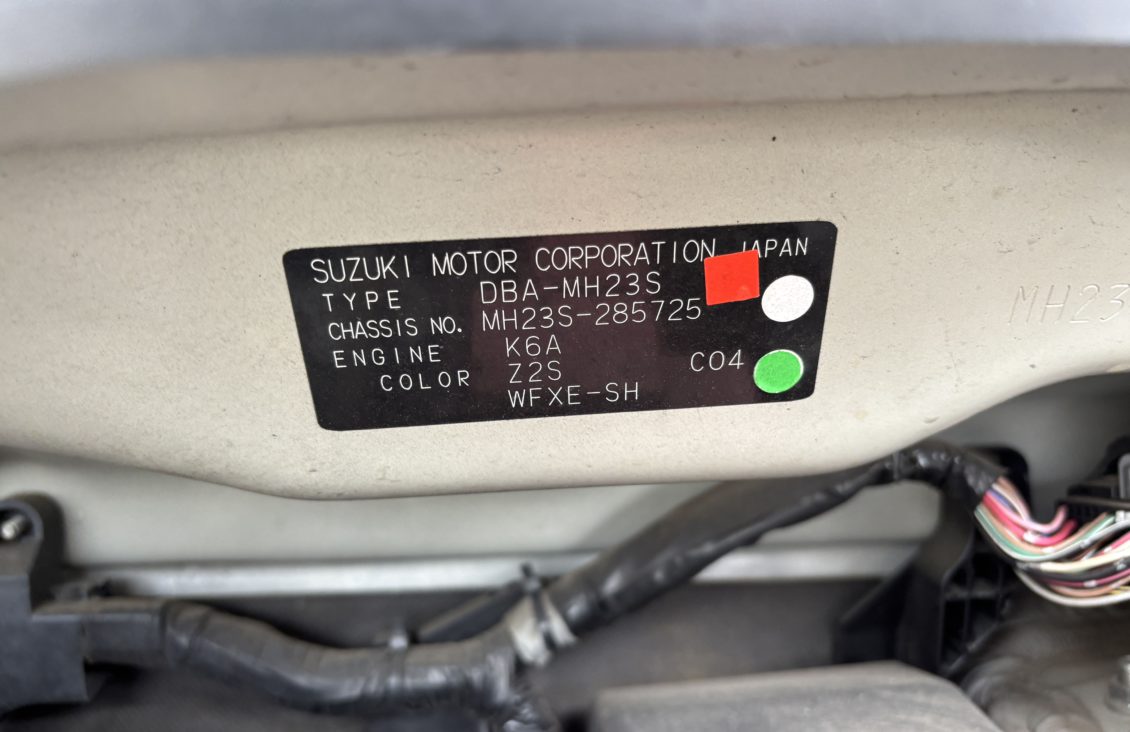 SUZUKI MOTOR CORPORATION JAPAN
TYPE DBA-MH23S
CHASSIS NO. MH23S-285725
ENGINE K6A
COLOR Z2S C04
WFXE-SH
MH23